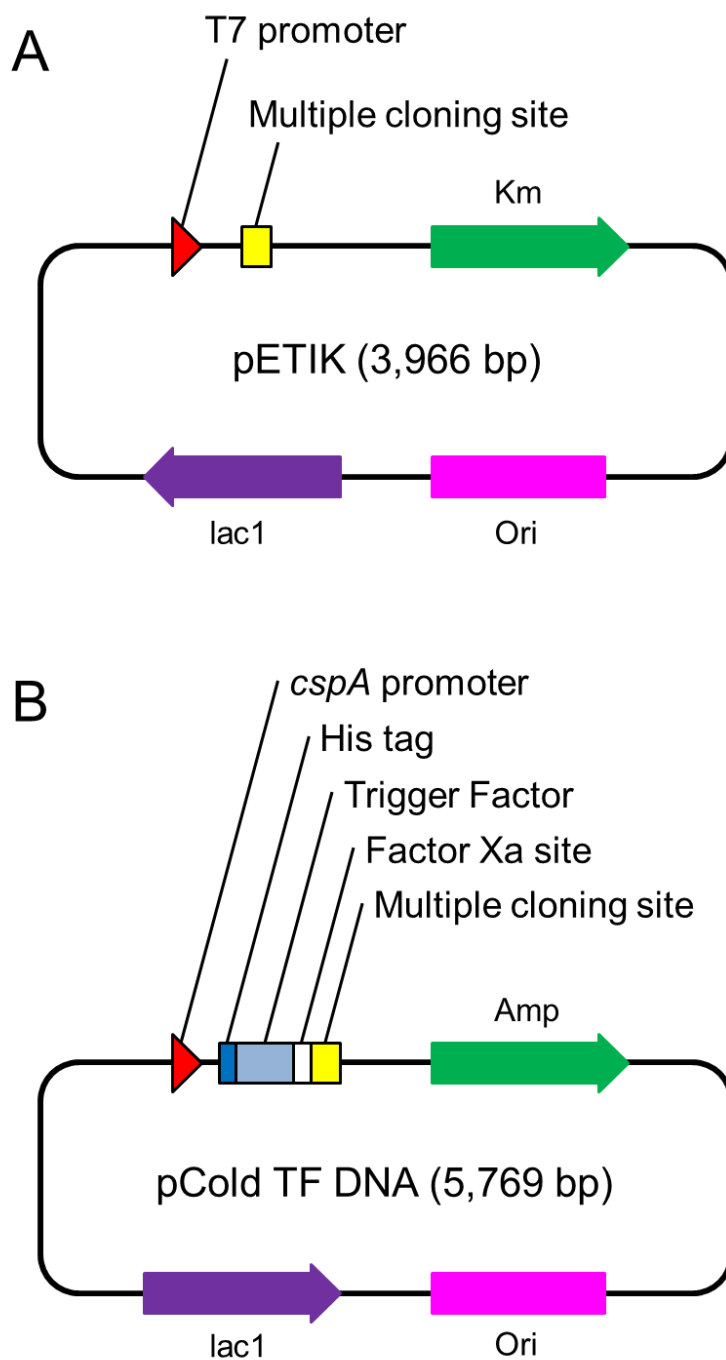 A
T7 promoter
Multiple cloning site
Km
pETIK (3,966 bp)
lac1
Ori
B
cspA promoter
His tag
Trigger Factor
Factor Xa site
Multiple cloning site
Amp
pCold TF DNA (5,769 bp)
lac1
Ori